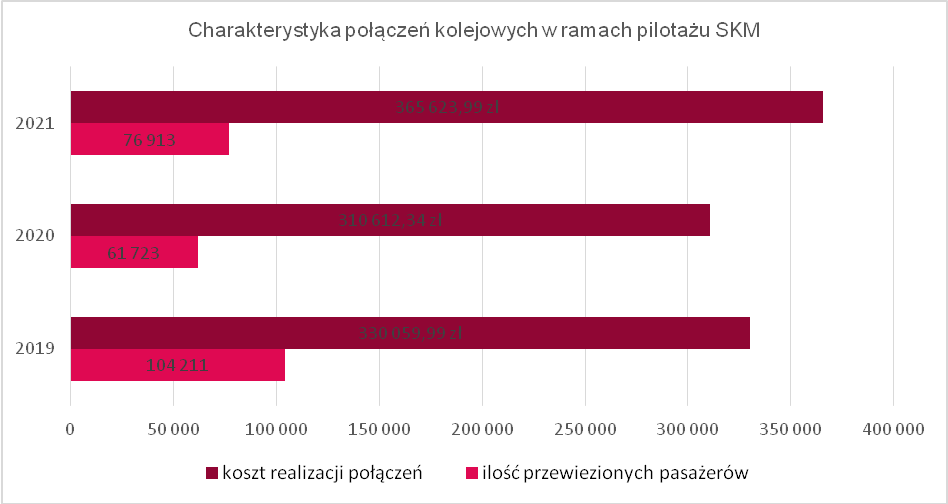 Charakterystyka połączeń kolejowych w ramach pilotażu SKM
2021
365 623,99 zł
76 913
2020
310 612,34 zł
61 723
2019
330 059,99 zł
104 211
0 50 000 100 000 150 000 200 000 250 000 300 000 350 000 400 000
koszt realizacji połączeń ilość przewiezionych pasażerów